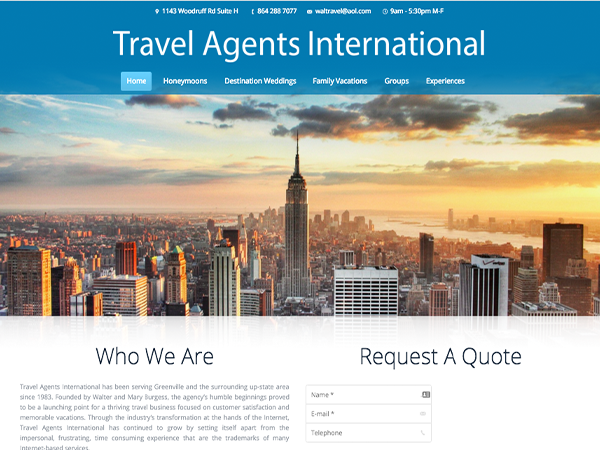 1143 Woodruff Rd Suite H 864 288 7077 waltravel@aol.com 9am - 5:30pm M-F
Travel Agents International
Home Honeymoons Destination Weddings Family Vacations Groups Experiences
Who We Are
Travel Agents International has been serving Greenville and the surrounding up-state area
since 1983. Founded by Walter and Mary Burgess, the agency's humble beginnings proved
to be a launching point for a thriving travel business focused on customer satisfaction and
memorable vacations. Through the industry's transformation at the hands of the Internet,
Travel Agents International has continued to grow by setting itself apart from the
impersonal, frustrating, time consuming experience that are the trademarks of many
Internet-based services.
Request A Quote
Name *
E-mail *
Telephone